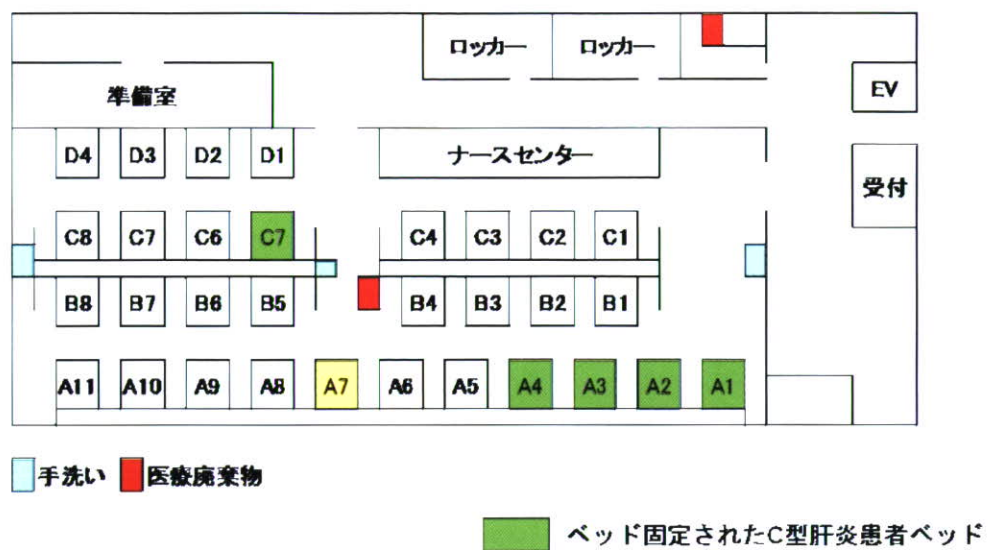 ロッカー ロッカー
準備室 EV
D4 D3 D2 D1 ナースセンター
受付
C8 C7 C6 C7 C4 C3 C2 C1
B8 B7 B6 B5 B4 B3 B2 B1
A11 A10 A9 A8 A7 A6 A5 A4 A3 A2 A1
手洗い 医療廃棄物
ベッド固定されたC型肝炎患者ベッド